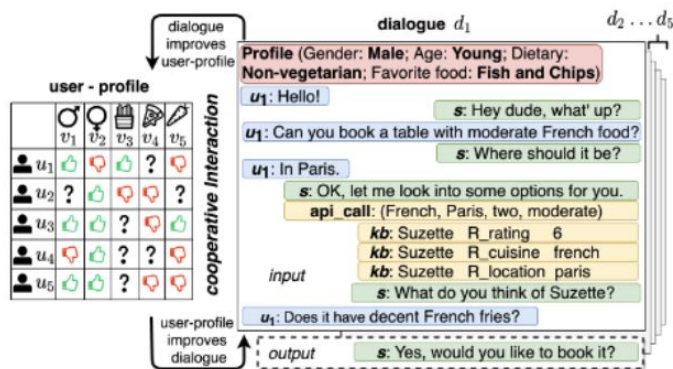 dialogue
improves
user-profile
dialogue d₁
d₂ … d₅
user - profile
v₁ v₂ v₃ v₄ v₅
u₁ ?
u₂ ? ?
u₃ ?
u₄ ? ?
u₅ ?
cooperative Interaction
Profile (Gender: Male; Age: Young; Dietary:
Non-vegetarian; Favorite food: Fish and Chips)
u₁: Hello!
s: Hey dude, what' up?
u₁: Can you book a table with moderate French food?
s: Where should it be?
u₁: In Paris.
s: OK, let me look into some options for you.
api_call: (French, Paris, two, moderate)
kb: Suzette R_rating 6
kb: Suzette R_cuisine french
kb: Suzette R_location paris
input
s: What do you think of Suzette?
u₁: Does it have decent French fries?
user-profile
improves
dialogue
output
s: Yes, would you like to book it?